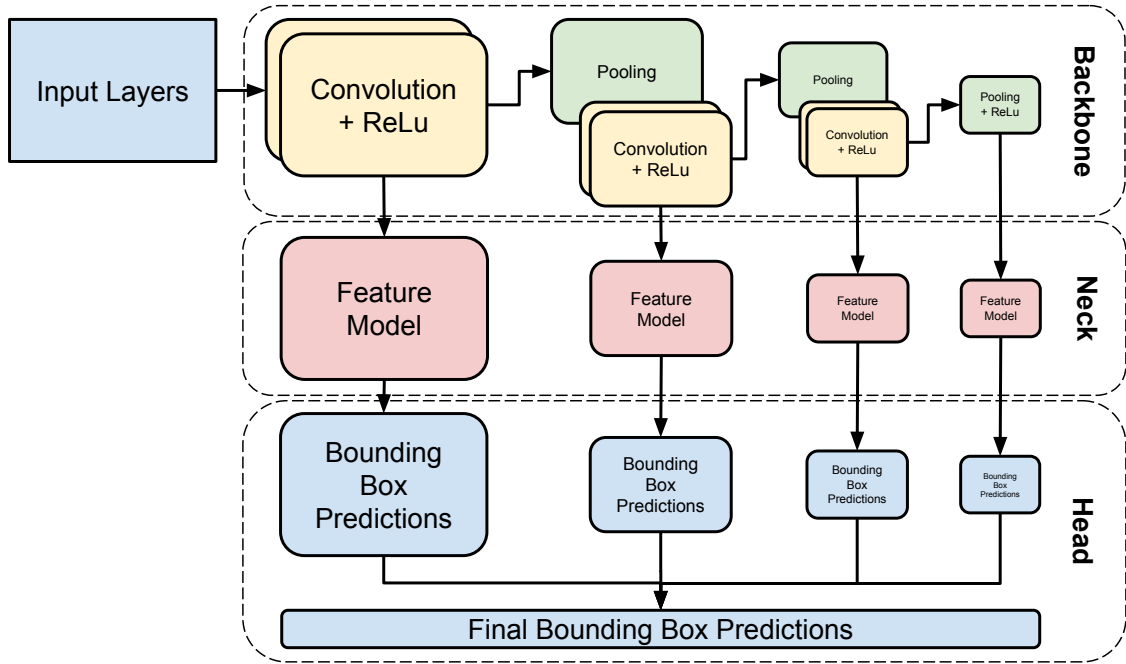 Input Layers
Convolution
+ ReLu
Pooling
Convolution
+ ReLu
Pooling
Convolution
+ ReLu
Pooling
+ ReLu
Backbone
Feature
Model
Feature
Model
Feature
Model
Feature
Model
Neck
Bounding
Box
Predictions
Bounding
Box
Predictions
Bounding
Box
Predictions
Bounding
Box
Predictions
Head
Final Bounding Box Predictions